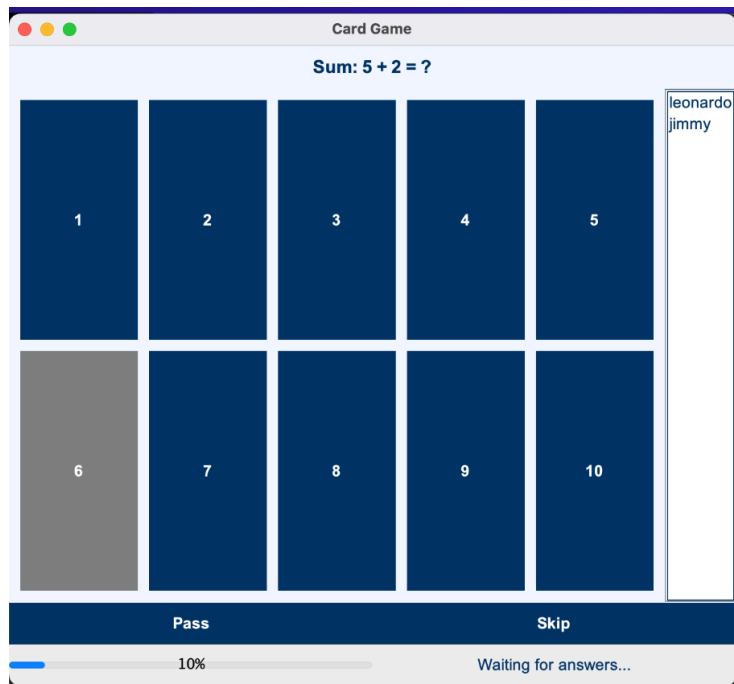 Card Game
Sum: 5 + 2 = ?
leonardo
jimmy
1 2 3 4 5
6 7 8 9 10
Pass Skip
10% Waiting for answers...